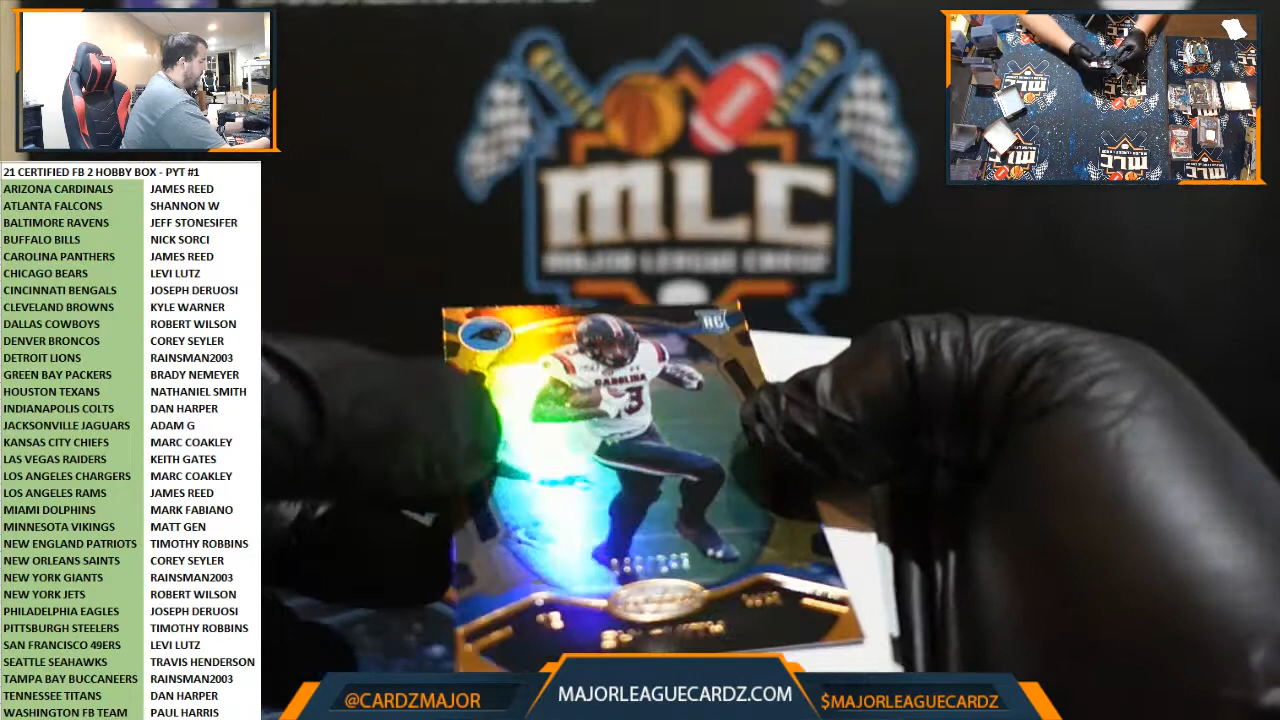 21 CERTIFIED FB 2 HOBBY BOX - PYT #1
ARIZONA CARDINALS JAMES REED
ATLANTA FALCONS SHANNON W
BALTIMORE RAVENS JEFF STONESIFER
BUFFALO BILLS NICK SORCI
CAROLINA PANTHERS JAMES REED
CHICAGO BEARS LEVI LUTZ
CINCINNATI BENGALS JOSEPH DERUOSI
CLEVELAND BROWNS KYLE WARNER
DALLAS COWBOYS ROBERT WILSON
DENVER BRONCOS COREY SEYLER
DETROIT LIONS RAINSMAN2003
GREEN BAY PACKERS BRADY NEMEYER
HOUSTON TEXANS NATHANIEL SMITH
INDIANAPOLIS COLTS DAN HARPER
JACKSONVILLE JAGUARS ADAM G
KANSAS CITY CHIEFS MARC COAKLEY
LAS VEGAS RAIDERS KEITH GATES
LOS ANGELES CHARGERS MARC COAKLEY
LOS ANGELES RAMS JAMES REED
MIAMI DOLPHINS MARK FABIANO
MINNESOTA VIKINGS MATT GEN
NEW ENGLAND PATRIOTS TIMOTHY ROBBINS
NEW ORLEANS SAINTS COREY SEYLER
NEW YORK GIANTS RAINSMAN2003
NEW YORK JETS ROBERT WILSON
PHILADELPHIA EAGLES JOSEPH DERUOSI
PITTSBURGH STEELERS TIMOTHY ROBBINS
SAN FRANCISCO 49ERS LEVI LUTZ
SEATTLE SEAHAWKS TRAVIS HENDERSON
TAMPA BAY BUCCANEERS RAINSMAN2003
TENNESSEE TITANS DAN HARPER
WASHINGTON FB TEAM PAUL HARRIS
MLC
MAJOR LEAGUE CARDZ
RC
CAROLINA
@CARDZMAJOR
MAJORLEAGUECARDZ.COM
$MAJORLEAGUECARDZ